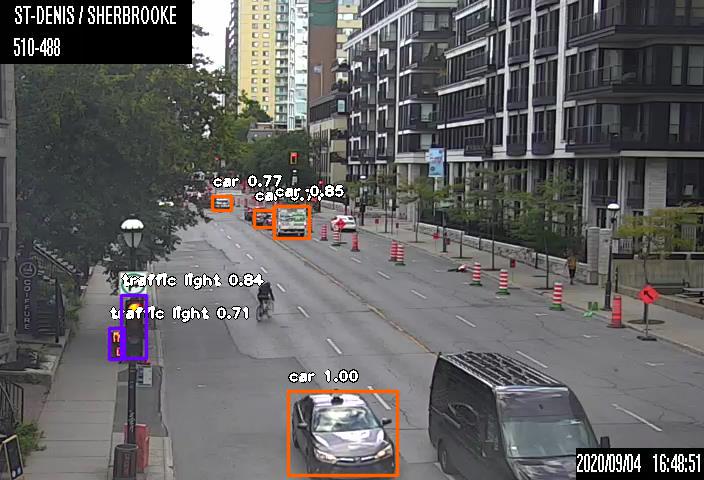 ST-DENIS / SHERBROOKE
510-488
car 0.77
car 0.85
traffic light 0.84
traffic light 0.71
COIFFURE
car 1.00
2020/09/04 16:48:51